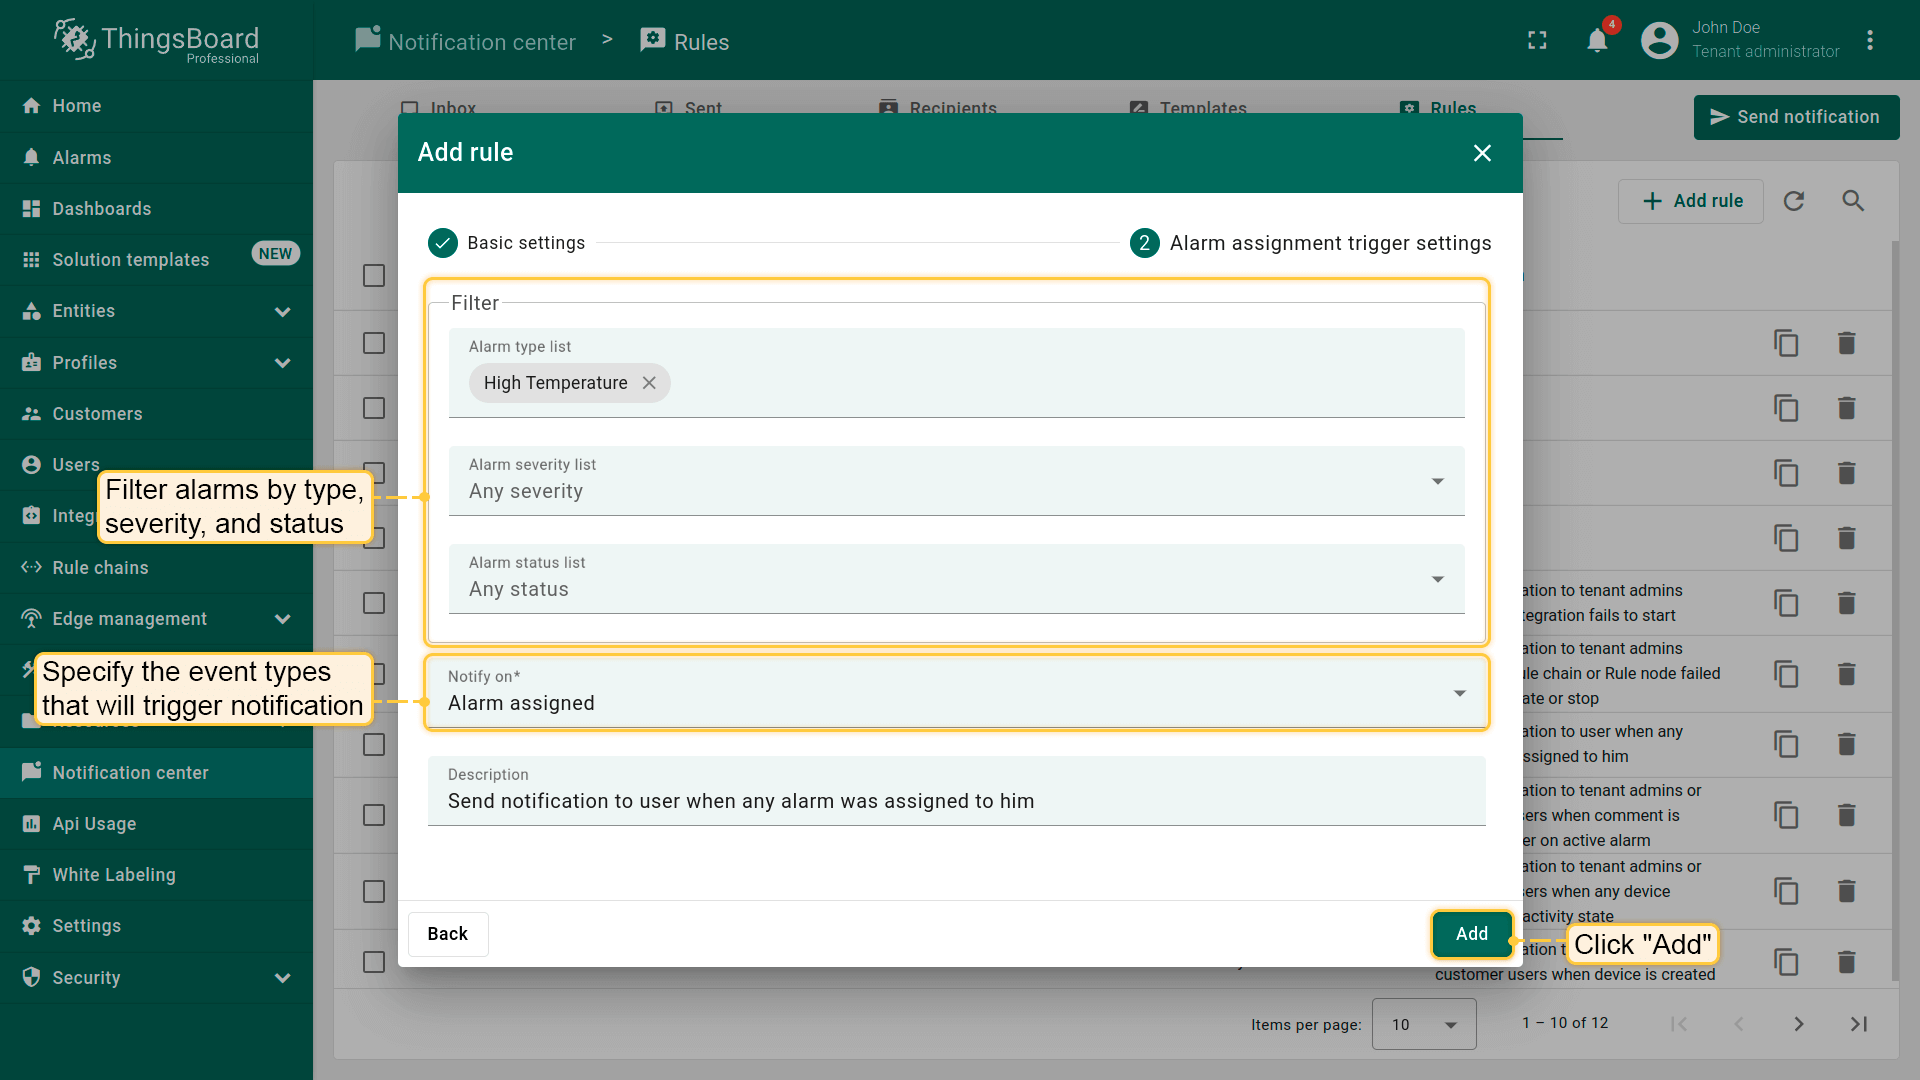 ThingsBoard
Professional
Notification center > Rules
4
John Doe
Tenant administrator
Home
Alarms
Dashboards
Solution templates
NEW
Entities
Profiles
Customers
Users
Integ
Rule chains
Edge management
Notification center
Api Usage
White Labeling
Settings
Security
Inbox
Sent
Recipients
Templates
Rules
Send notification
Add rule
Add rule
Basic settings
2 Alarm assignment trigger settings
Filter
Alarm type list
High Temperature
Alarm severity list
Any severity
Alarm status list
Any status
Notify on*
Alarm assigned
Description
Send notification to user when any alarm was assigned to him
Back
Add
Filter alarms by type,
severity, and status
Specify the event types
that will trigger notification
Click "Add"
ation to tenant admins
tegration fails to start
ation to tenant admins
ule chain or Rule node failed
ate or stop
ation to user when any
ssigned to him
ation to tenant admins or
sers when comment is
er on active alarm
ation to tenant admins or
sers when any device
activity state
ation t
customer users when device is created
Items per page: 10
1 – 10 of 12